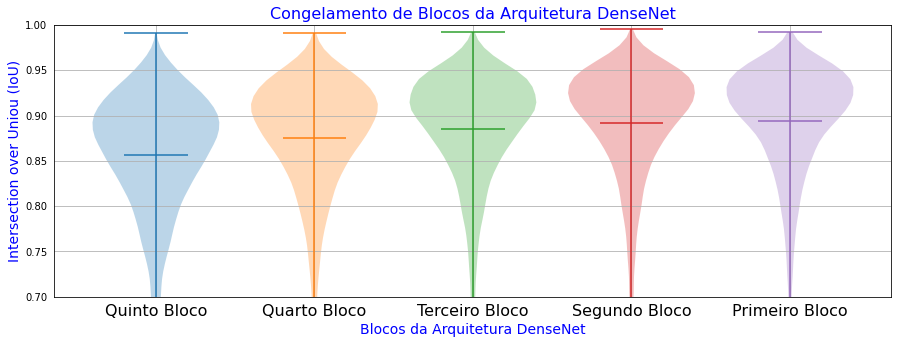 Congelamento de Blocos da Arquitetura DenseNet
Intersection over Uniou (IoU)
1.00
0.95
0.90
0.85
0.80
0.75
0.70
Quinto Bloco Quarto Bloco Terceiro Bloco Segundo Bloco Primeiro Bloco
Blocos da Arquitetura DenseNet